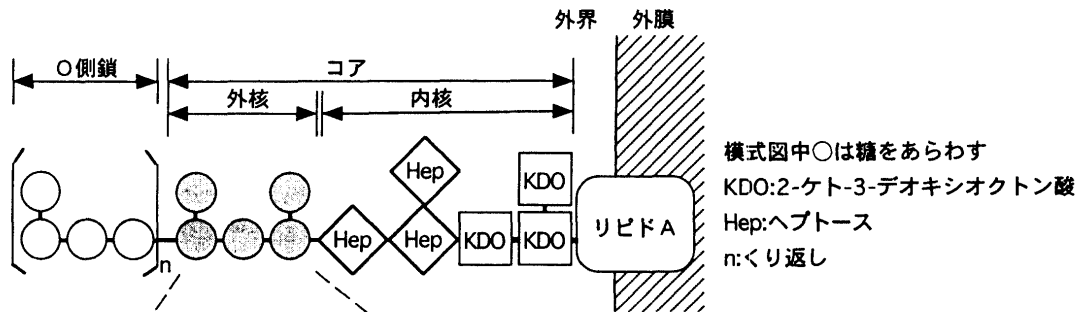 外界 外膜
O側鎖 コア
外核 内核
Hep KDO
Hep Hep KDO KDO リピドA
n
模式図中○は糖をあらわす
KDO:2-ケト-3-デオキシオクトン酸
Hep:ヘプトース
n:くり返し